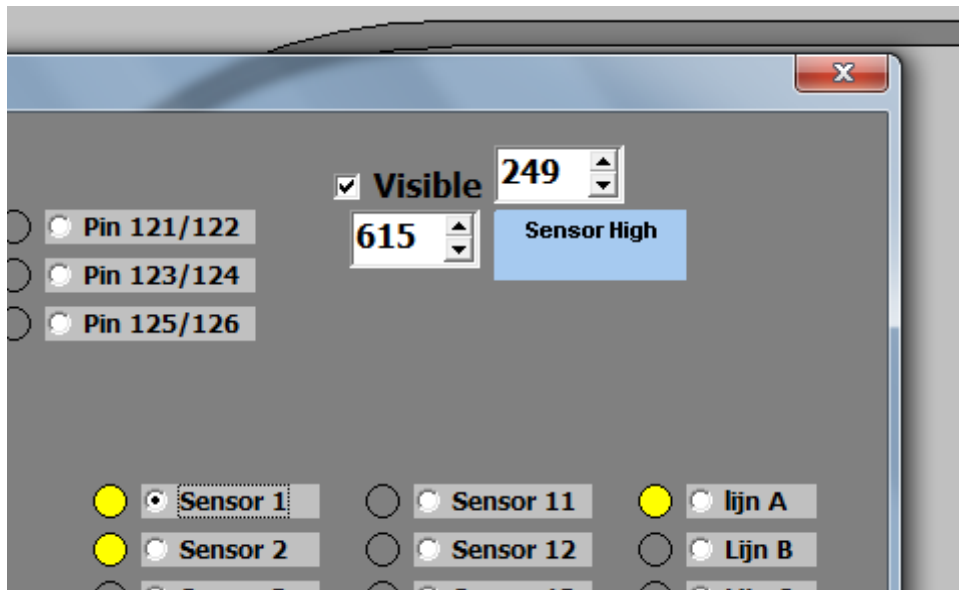 249
Visible
Pin 121/122
615
Sensor High
Pin 123/124
Pin 125/126
Sensor 1
Sensor 11
lijn A
Sensor 2
Sensor 12
Lijn B